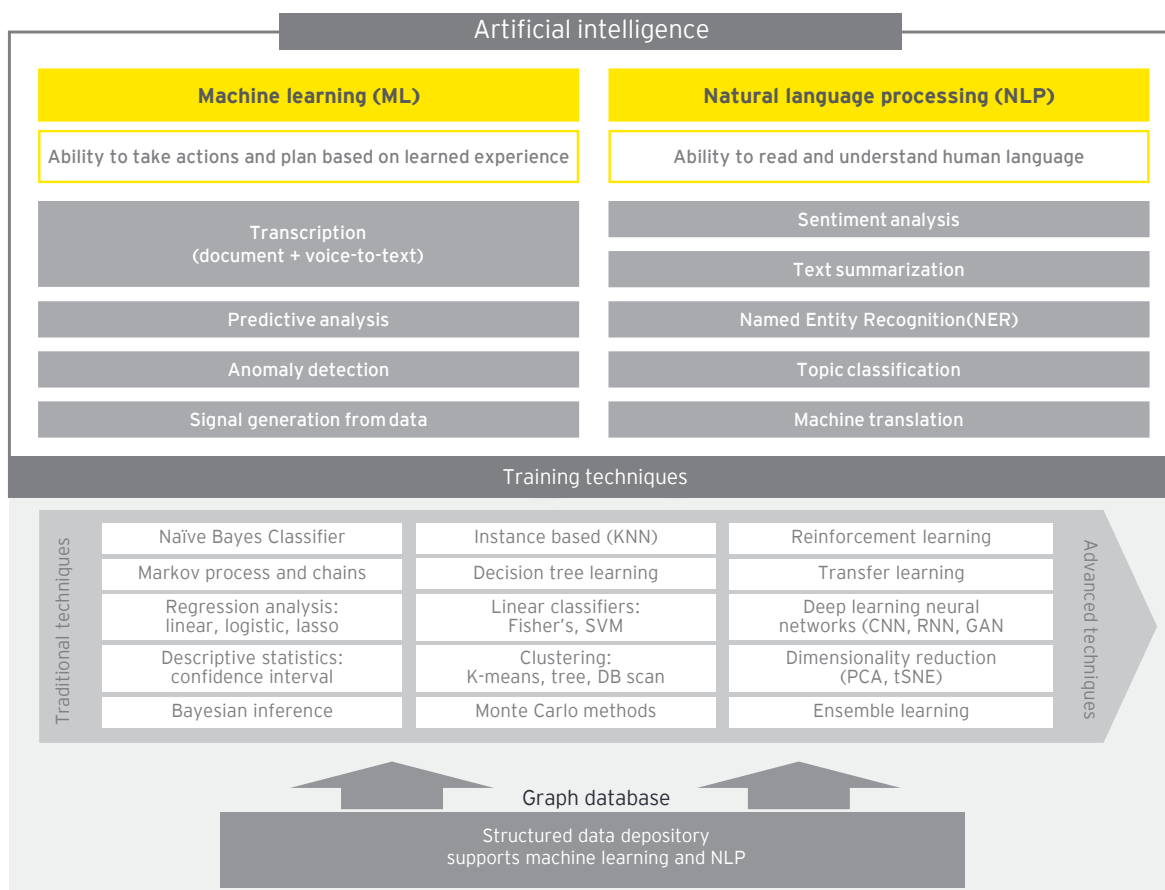 Artificial intelligence
Machine learning (ML)
Ability to take actions and plan based on learned experience
Transcription
(document + voice-to-text)
Predictive analysis
Anomaly detection
Signal generation from data
Natural language processing (NLP)
Ability to read and understand human language
Sentiment analysis
Text summarization
Named Entity Recognition(NER)
Topic classification
Machine translation
Training techniques
Traditional techniques
Naïve Bayes Classifier
Markov process and chains
Regression analysis:
linear, logistic, lasso
Descriptive statistics:
confidence interval
Bayesian inference
Instance based (KNN)
Decision tree learning
Linear classifiers:
Fisher's, SVM
Clustering:
K-means, tree, DB scan
Monte Carlo methods
Reinforcement learning
Transfer learning
Deep learning neural
networks (CNN, RNN, GAN
Dimensionality reduction
(PCA, tSNE)
Ensemble learning
Advanced techniques
Graph database
Structured data depository
supports machine learning and NLP